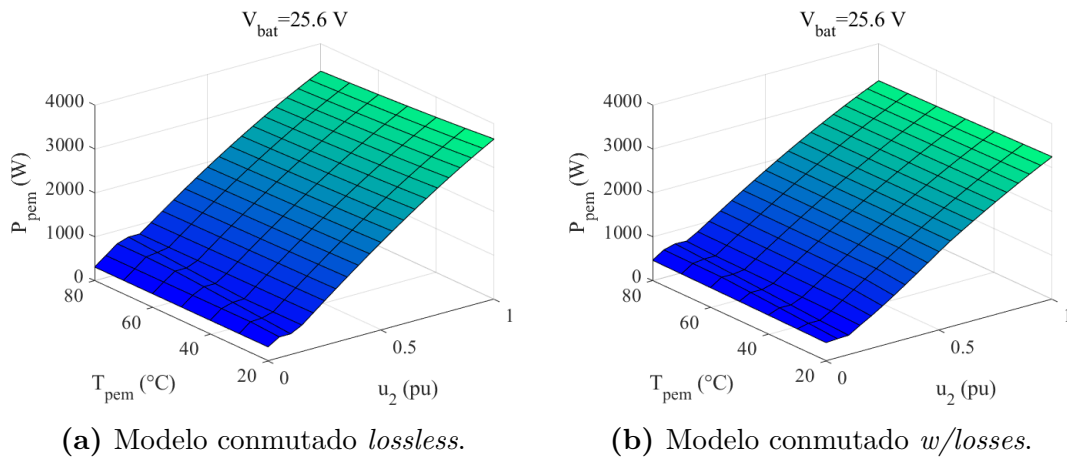 V_bat=25.6 V
4000
3000
2000
1000
0
P_pem (W)
80
60
40
20
T_pem (°C)
0
0.5
1
u_2 (pu)
(a) Modelo conmutado lossless.
V_bat=25.6 V
4000
3000
2000
1000
0
P_pem (W)
80
60
40
20
T_pem (°C)
0
0.5
1
u_2 (pu)
(b) Modelo conmutado w/losses.